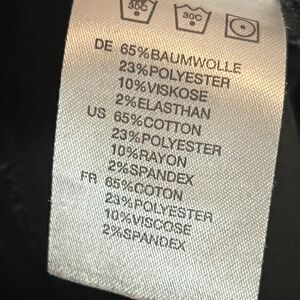 30C 30C
DE 65%BAUMWOLLE
23%POLYESTER
10%VISKOSE
2%ELASTHAN
US 65%COTTON
23%POLYESTER
10%RAYON
2%SPANDEX
FR 65%COTON
23%POLYESTER
10%VISCOSE
2%SPANDEX